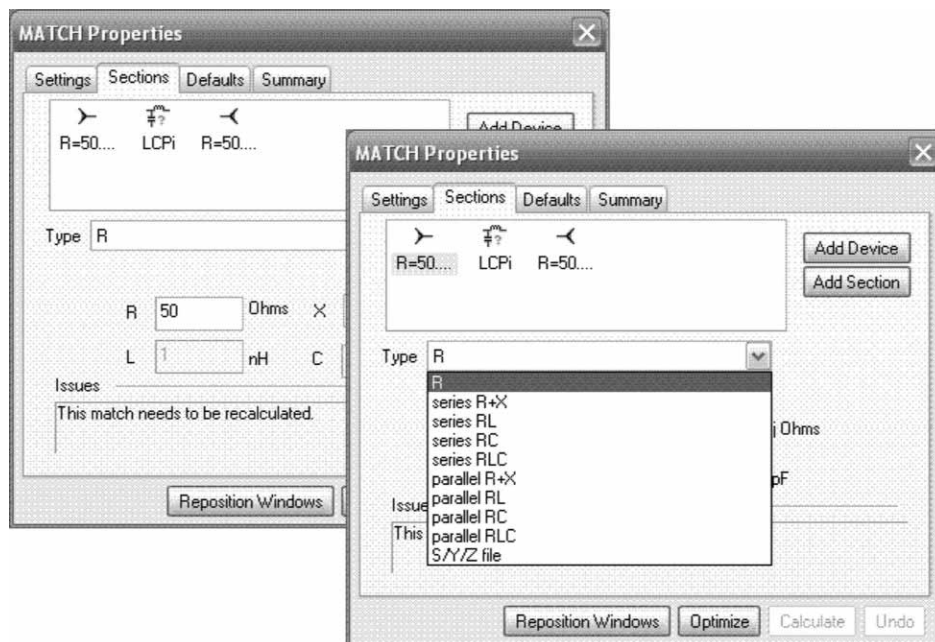 MATCH Properties
Settings Sections Defaults Summary
R=50.... LCPi R=50....
Add Device
Type R
R 50 Ohms X
L 1 nH C
Issues
This match needs to be recalculated.
Reposition Windows
MATCH Properties
Settings Sections Defaults Summary
?
R=50.... LCPi R=50....
Add Device
Add Section
Type R
R
series R+X
series RL
series RC
series RLC
parallel R+X
parallel RL
parallel RC
parallel RLC
S/Y/Z file
j Ohms
pF
Issue
This
Reposition Windows Optimize Calculate Undo